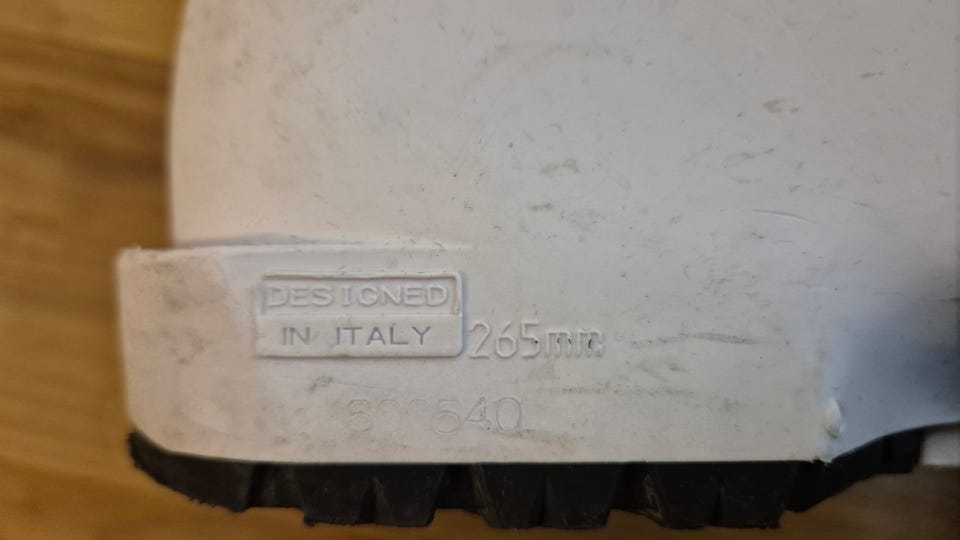 DESIGNED
IN ITALY
265mm